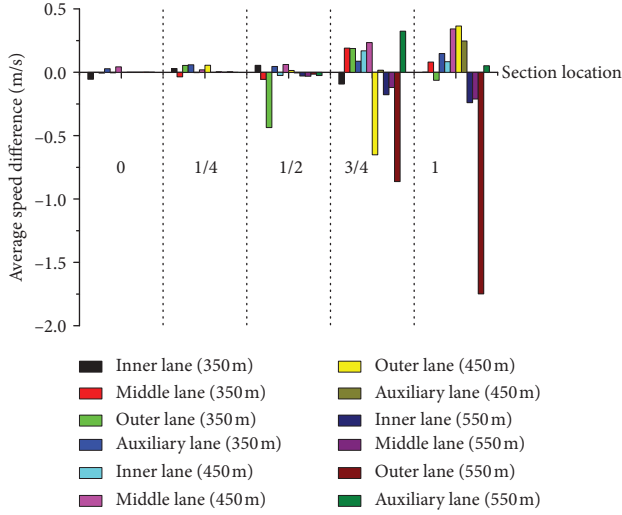 Average speed difference (m/s)
0.5
0.0
−0.5
−1.0
−1.5
−2.0
Section location
0
1/4
1/2
3/4
1
Inner lane (350 m)
Middle lane (350 m)
Outer lane (350 m)
Auxiliary lane (350 m)
Inner lane (450 m)
Middle lane (450 m)
Outer lane (450 m)
Auxiliary lane (450 m)
Inner lane (550 m)
Middle lane (550 m)
Outer lane (550 m)
Auxiliary lane (550 m)